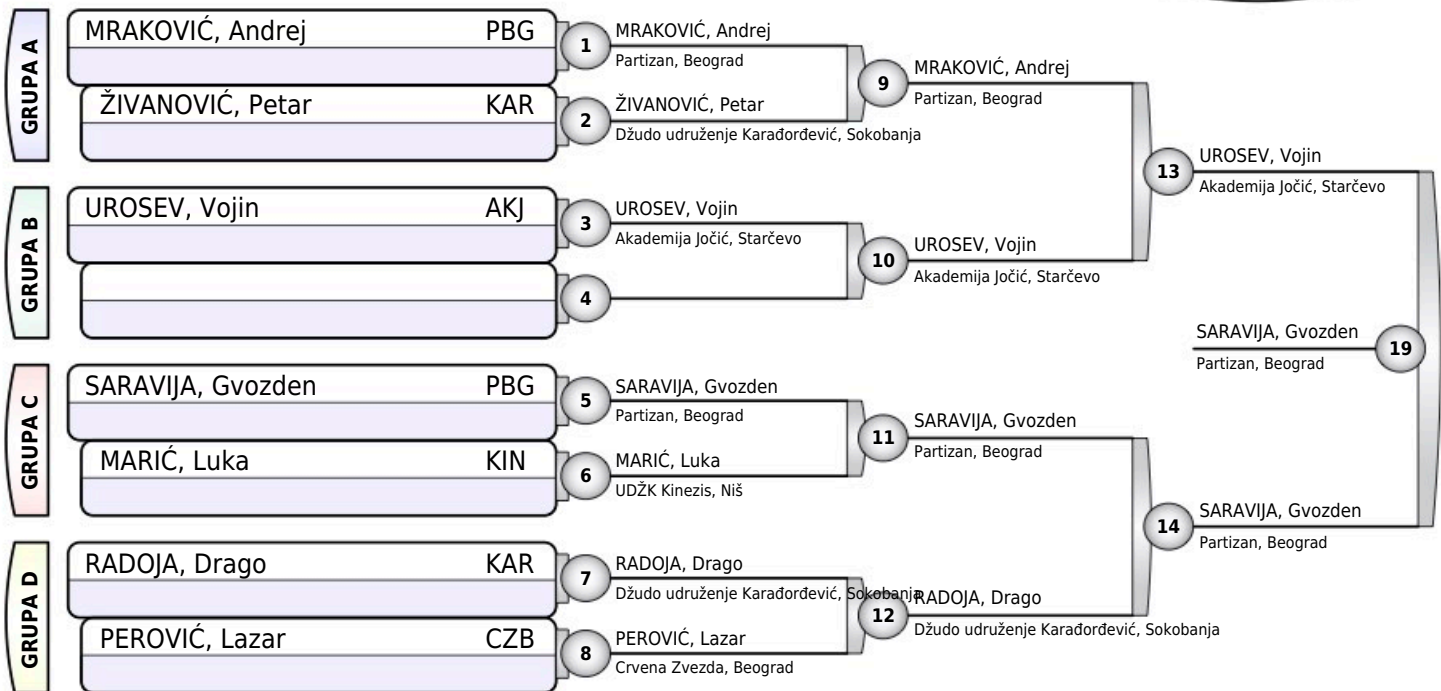 GRUPA A
MRAKOVIĆ, Andrej PBG
ŽIVANOVIĆ, Petar KAR
1
MRAKOVIĆ, Andrej
Partizan, Beograd
2
ŽIVANOVIĆ, Petar
Džudo udruženje Karađorđević, Sokobanja
9
MRAKOVIĆ, Andrej
Partizan, Beograd
GRUPA B
UROSEV, Vojin AKJ
3
UROSEV, Vojin
Akademija Jočić, Starčevo
4
10
UROSEV, Vojin
Akademija Jočić, Starčevo
13
UROSEV, Vojin
Akademija Jočić, Starčevo
GRUPA C
SARAVIJA, Gvozden PBG
MARIĆ, Luka KIN
5
SARAVIJA, Gvozden
Partizan, Beograd
6
MARIĆ, Luka
UDŽK Kinezis, Niš
11
SARAVIJA, Gvozden
Partizan, Beograd
GRUPA D
RADOJA, Drago KAR
PEROVIĆ, Lazar CZB
7
RADOJA, Drago
Džudo udruženje Karađorđević, Sokobanja
8
PEROVIĆ, Lazar
Crvena Zvezda, Beograd
12
RADOJA, Drago
Džudo udruženje Karađorđević, Sokobanja
14
SARAVIJA, Gvozden
Partizan, Beograd
SARAVIJA, Gvozden
Partizan, Beograd
19